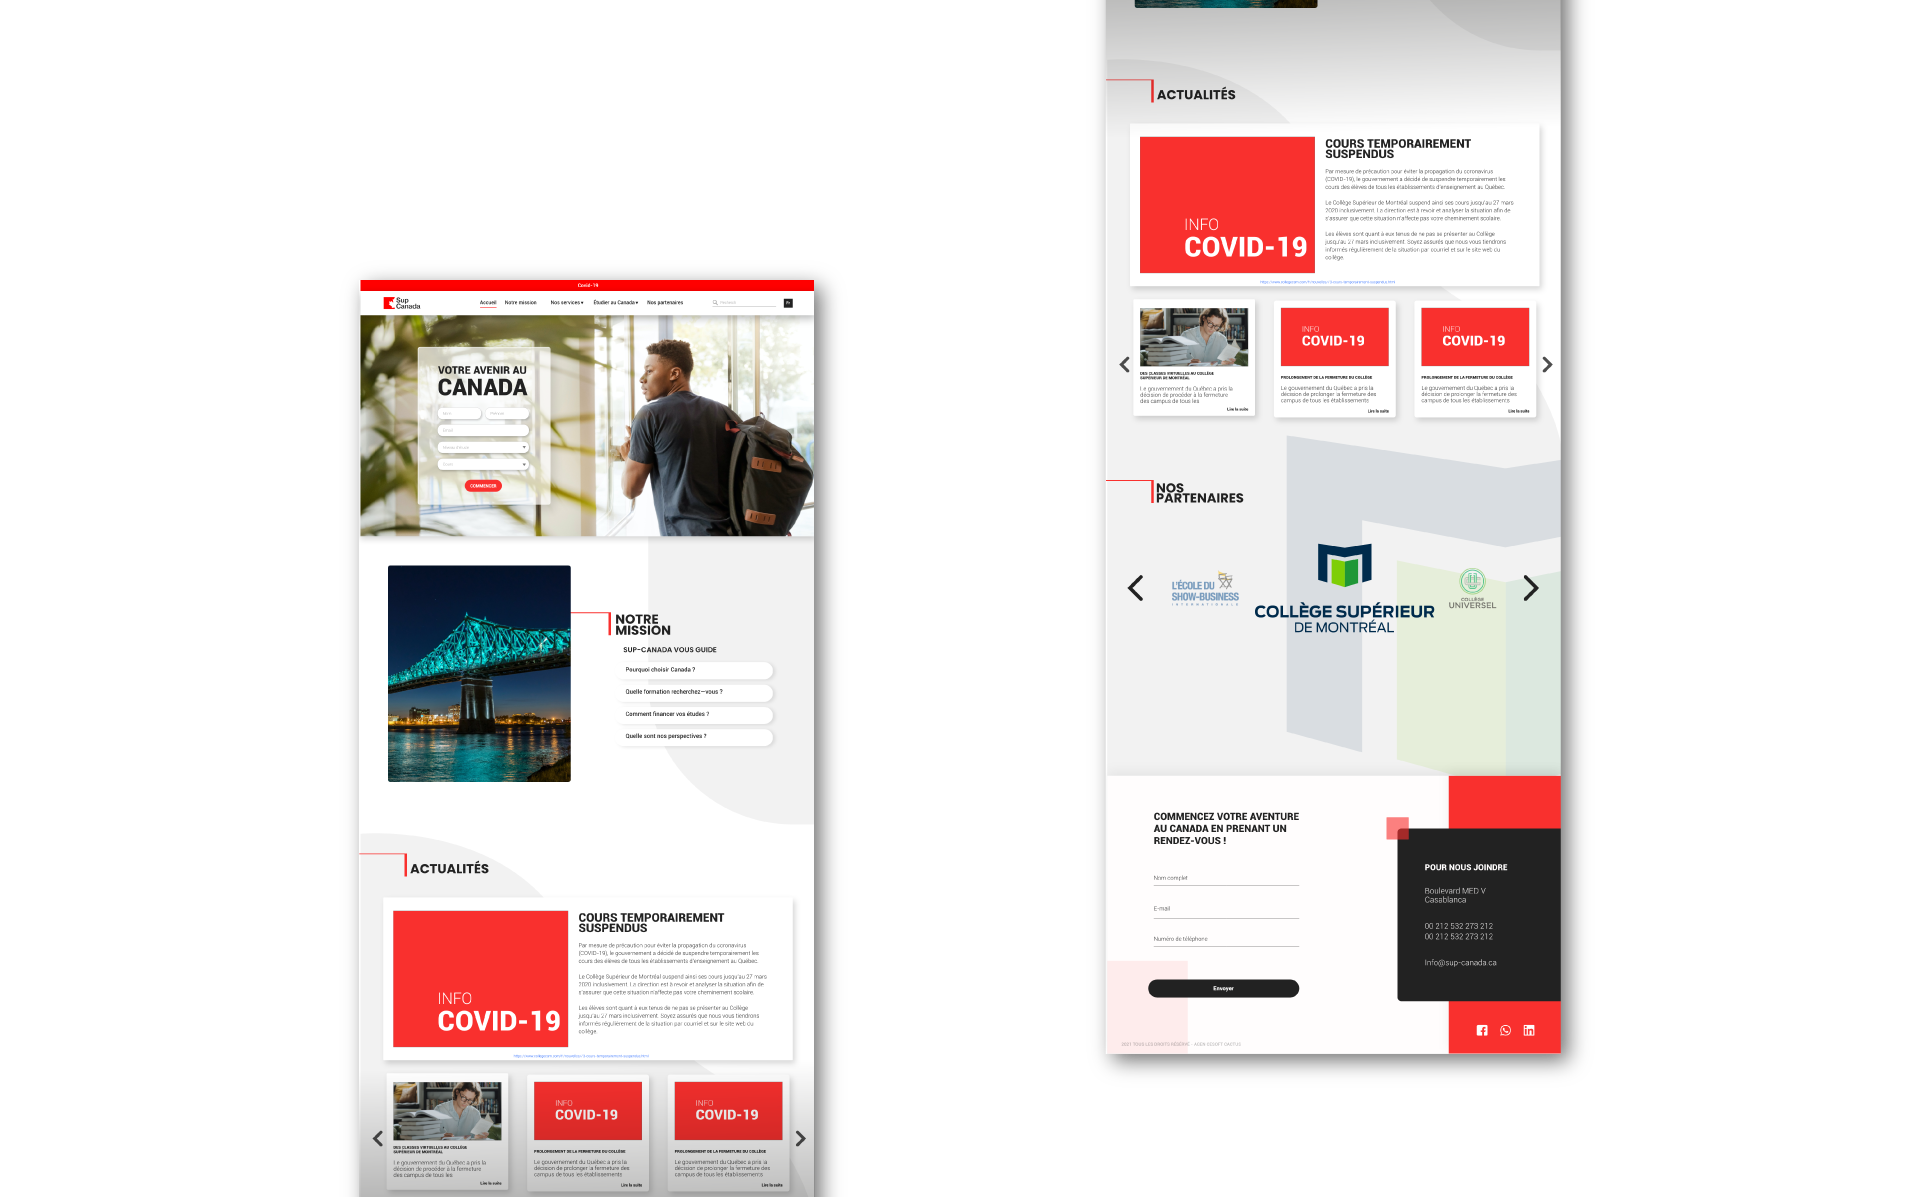 Covid-19
Sup
Canada
Accueil
Notre mission
Nos services
Étudier au Canada
Nos partenaires
VOTRE AVENIR AU
CANADA
COMMENCER
NOTRE
MISSION
SUP-CANADA VOUS GUIDE
Pourquoi choisir Canada ?
Quelle formation recherchez—vous ?
Comment financer vos études ?
Quelle sont nos perspectives ?
ACTUALITÉS
INFO
COVID-19
COURS TEMPORAIREMENT
SUSPENDUS
Par mesure de précaution pour éviter la propagation du coronavirus
(COVID-19), le gouvernement a décidé de suspendre temporairement les
cours des élèves de tous les établissements d'enseignement au Québec.
Le Collège Supérieur de Montréal suspend ainsi ses cours jusqu'au 27 mars
2020 inclusivement. La direction est à revoir et analyser la situation afin de
s'assurer que cette situation n'affecte pas votre cheminement scolaire.
Les élèves sont quant à eux tenus de ne pas se présenter au Collège
jusqu'au 27 mars inclusivement. Soyez assurés que nous vous tiendrons
informés régulièrement de la situation par courriel et sur le site web du
collège.
DES CLASSES VIRTUELLES AU COLLÈGE
SUPÉRIEUR DE MONTRÉAL
Le gouvernement du Québec a pris la
décision de procéder à la fermeture
des campus de tous les
Lire la suite
INFO
COVID-19
PROLONGEMENT DE LA FERMETURE DU COLLÈGE
Le gouvernement du Québec a pris la
décision de prolonger la fermeture des
campus de tous les établissements
Lire la suite
INFO
COVID-19
PROLONGEMENT DE LA FERMETURE DU COLLÈGE
Le gouvernement du Québec a pris la
décision de prolonger la fermeture des
campus de tous les établissements
Lire la suite
ACTUALITÉS
INFO
COVID-19
COURS TEMPORAIREMENT
SUSPENDUS
Par mesure de précaution pour éviter la propagation du coronavirus
(COVID-19), le gouvernement a décidé de suspendre temporairement les
cours des élèves de tous les établissements d'enseignement au Québec.
Le Collège Supérieur de Montréal suspend ainsi ses cours jusqu'au 27 mars
2020 inclusivement. La direction est à revoir et analyser la situation afin de
s'assurer que cette situation n'affecte pas votre cheminement scolaire.
Les élèves sont quant à eux tenus de ne pas se présenter au Collège
jusqu'au 27 mars inclusivement. Soyez assurés que nous vous tiendrons
informés régulièrement de la situation par courriel et sur le site web du
collège.
DES CLASSES VIRTUELLES AU COLLÈGE
SUPÉRIEUR DE MONTRÉAL
Le gouvernement du Québec a pris la
décision de procéder à la fermeture
des campus de tous les
Lire la suite
INFO
COVID-19
PROLONGEMENT DE LA FERMETURE DU COLLÈGE
Le gouvernement du Québec a pris la
décision de prolonger la fermeture des
campus de tous les établissements
Lire la suite
INFO
COVID-19
PROLONGEMENT DE LA FERMETURE DU COLLÈGE
Le gouvernement du Québec a pris la
décision de prolonger la fermeture des
campus de tous les établissements
Lire la suite
NOS
PARTENAIRES
L'ÉCOLE DU
SHOW-BUSINESS
INTERNATIONALE
COLLÈGE SUPÉRIEUR
DE MONTRÉAL
COLLÈGE
UNIVERSEL
COMMENCEZ VOTRE AVENTURE
AU CANADA EN PRENANT UN
RENDEZ-VOUS !
Nom complet
E-mail
Numéro de téléphone
Envoyer
POUR NOUS JOINDRE
Boulevard MED V
Casablanca
00 212 532 273 212
00 212 532 273 212
Info@sup-canada.ca